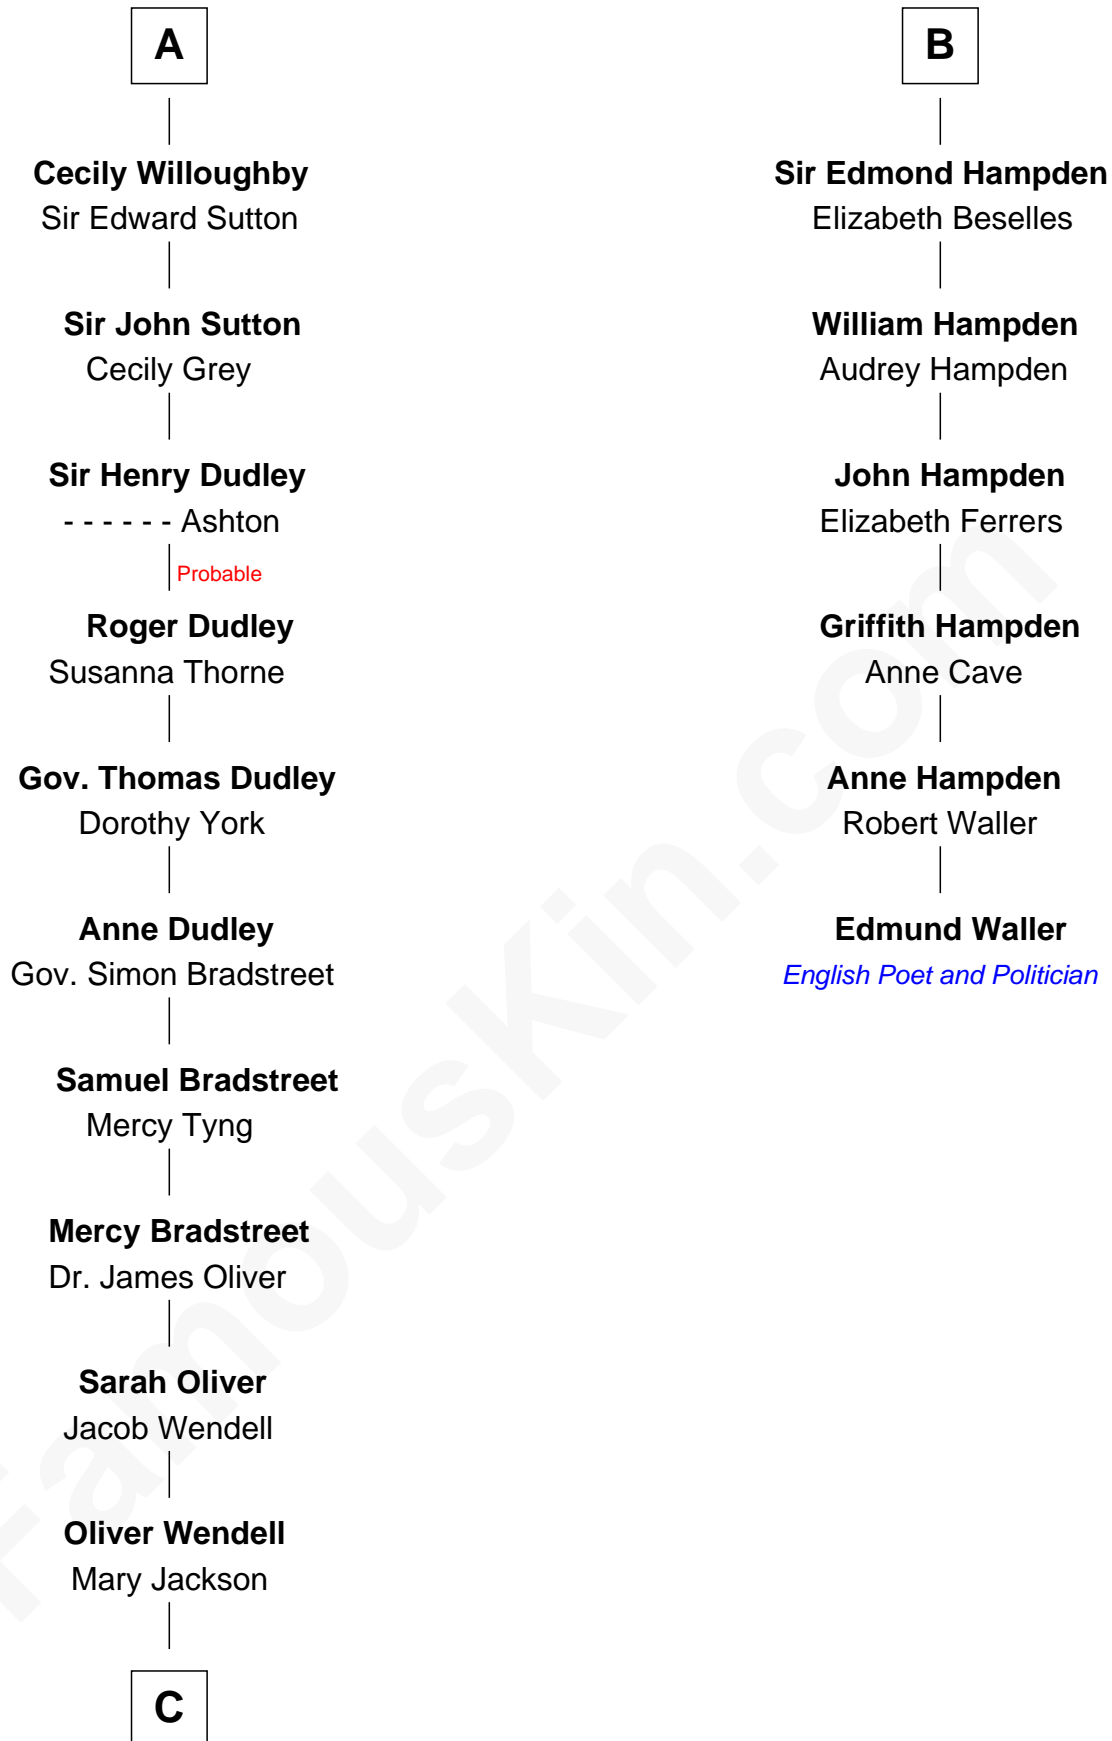 A
Cecily Willoughby
Sir Edward Sutton
Sir John Sutton
Cecily Grey
Sir Henry Dudley
- - - - - - Ashton
Probable
Roger Dudley
Susanna Thorne
Gov. Thomas Dudley
Dorothy York
Anne Dudley
Gov. Simon Bradstreet
Samuel Bradstreet
Mercy Tyng
Mercy Bradstreet
Dr. James Oliver
Sarah Oliver
Jacob Wendell
Oliver Wendell
Mary Jackson
C
B
Sir Edmond Hampden
Elizabeth Beselles
William Hampden
Audrey Hampden
John Hampden
Elizabeth Ferrers
Griffith Hampden
Anne Cave
Anne Hampden
Robert Waller
Edmund Waller
English Poet and Politician
FamousKin.com